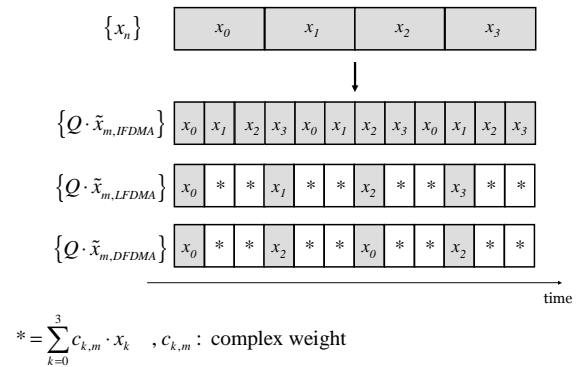 {x_n} x_0 x_1 x_2 x_3
{Q · x̃_{m,IFDMA}} x_0 x_1 x_2 x_3 x_0 x_1 x_2 x_3 x_0 x_1 x_2 x_3
{Q · x̃_{m,LFDMA}} x_0 * * x_1 * * x_2 * * x_3 * *
{Q · x̃_{m,DFDMA}} x_0 * * x_2 * * x_0 * * x_2 * *
time
* = \sum_{k=0}^{3} c_{k,m} · x_k , c_{k,m} : complex weight